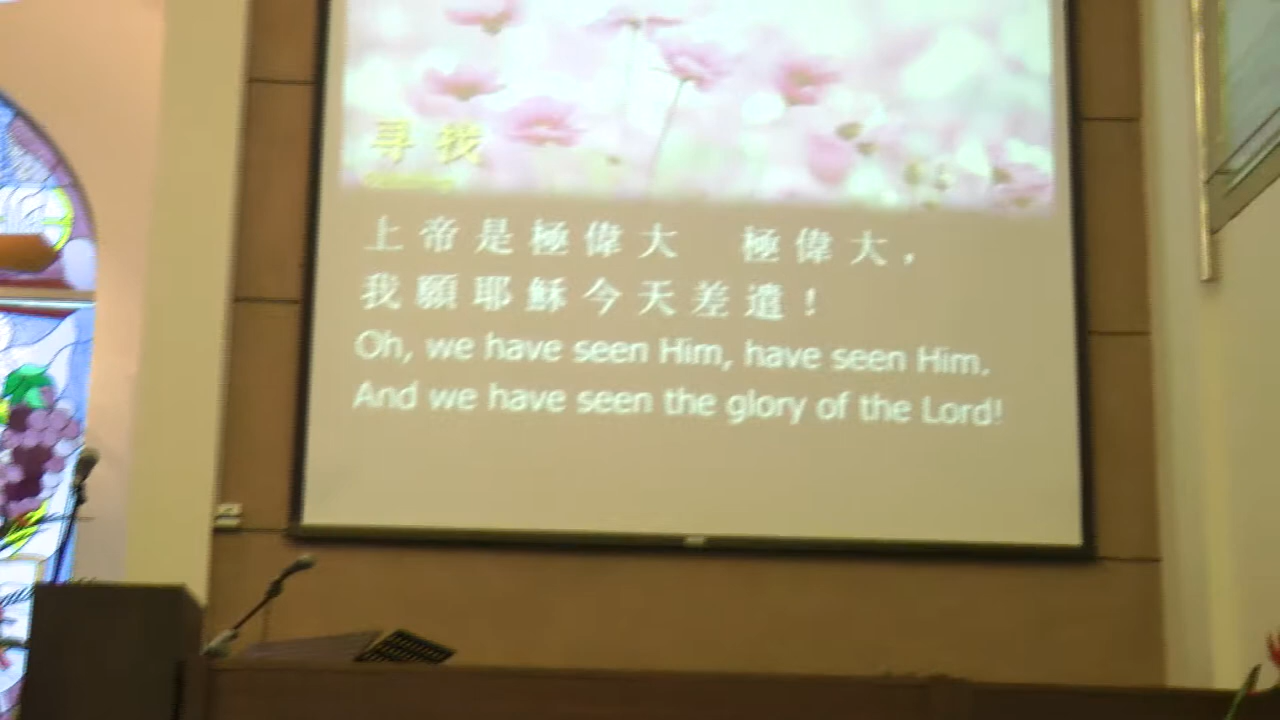 尋找
上帝是極偉大 極偉大，
我願耶穌今天差遣！
Oh, we have seen Him, have seen Him.
And we have seen the glory of the Lord!